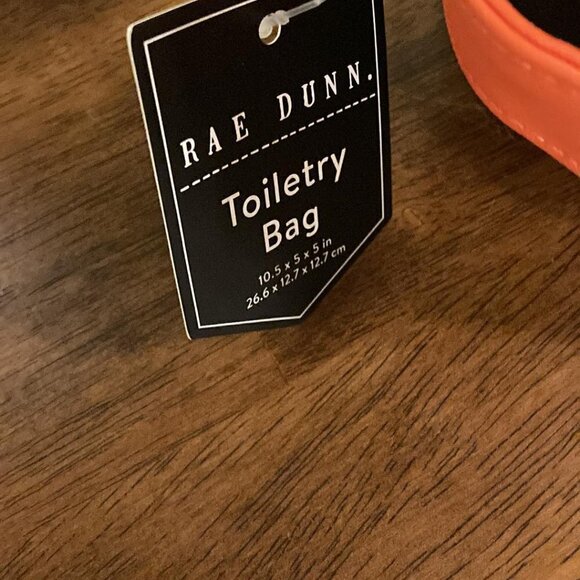 RAE DUNN.
Toiletry
Bag
10.5 x 5 x 5 in
26.6 x 12.7 x 12.7 cm